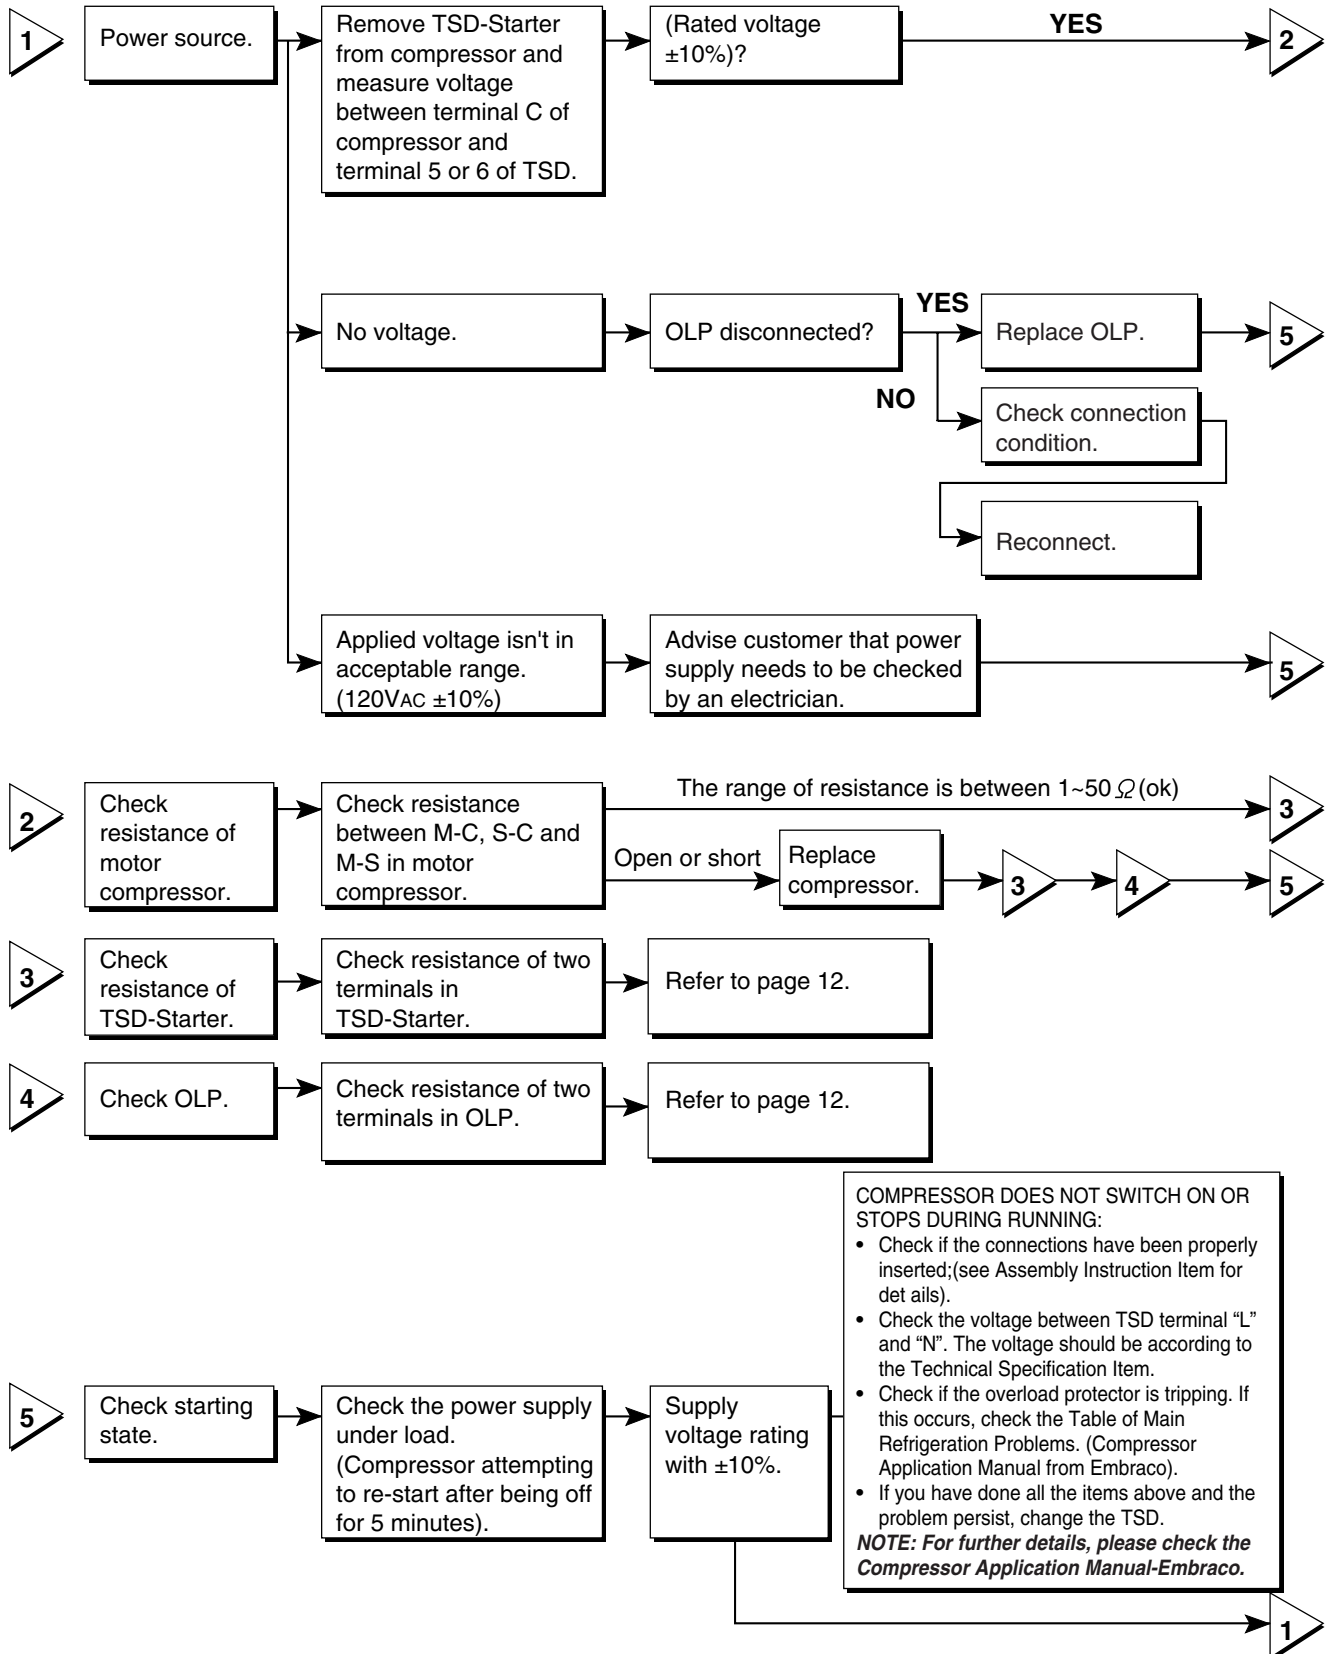 1
Power source.
Remove TSD-Starter
from compressor and
measure voltage
between terminal C of
compressor and
terminal 5 or 6 of TSD.
(Rated voltage
±10%)?
YES
2
No voltage.
OLP disconnected?
YES
Replace OLP.
5
NO
Check connection
condition.
Reconnect.
Applied voltage isn't in
acceptable range.
(120VAC ±10%)
Advise customer that power
supply needs to be checked
by an electrician.
5
2
Check
resistance of
motor
compressor.
Check resistance
between M-C, S-C and
M-S in motor
compressor.
The range of resistance is between 1~50 Ω (ok)
3
Open or short
Replace
compressor.
3
4
5
3
Check
resistance of
TSD-Starter.
Check resistance of two
terminals in
TSD-Starter.
Refer to page 12.
4
Check OLP.
Check resistance of two
terminals in OLP.
Refer to page 12.
5
Check starting
state.
Check the power supply
under load.
(Compressor attempting
to re-start after being off
for 5 minutes).
Supply
voltage rating
with ±10%.
COMPRESSOR DOES NOT SWITCH ON OR
STOPS DURING RUNNING:
• Check if the connections have been properly
inserted;(see Assembly Instruction Item for
det ails).
• Check the voltage between TSD terminal “L”
and “N”. The voltage should be according to
the Technical Specification Item.
• Check if the overload protector is tripping. If
this occurs, check the Table of Main
Refrigeration Problems. (Compressor
Application Manual from Embraco).
• If you have done all the items above and the
problem persist, change the TSD.
NOTE: For further details, please check the
Compressor Application Manual-Embraco.
1